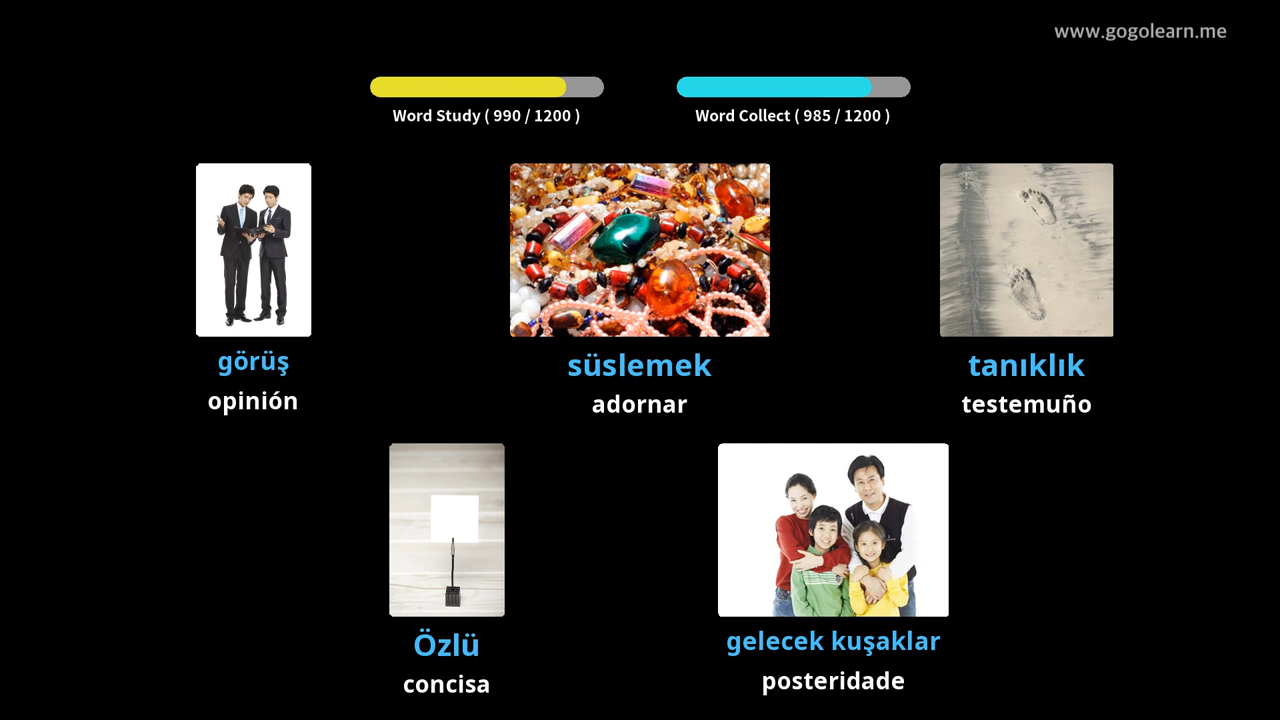 www.gogolearn.me
Word Study ( 990 / 1200 )
Word Collect ( 985 / 1200 )
görüş
opinión
süslemek
adornar
tanıklık
testemuño
Özlü
concisa
gelecek kuşaklar
posteridade